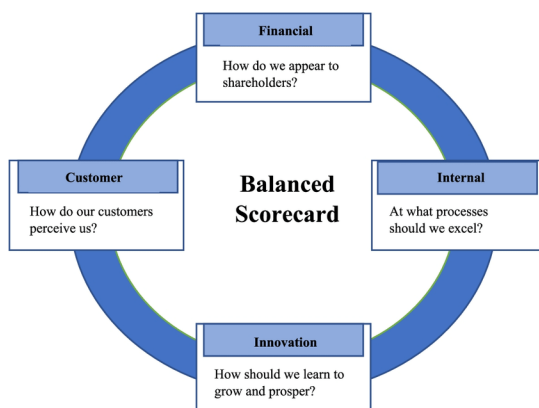 Financial
How do we appear to
shareholders?
Customer
How do our customers
perceive us?
Balanced
Scorecard
Internal
At what processes
should we excel?
Innovation
How should we learn to
grow and prosper?